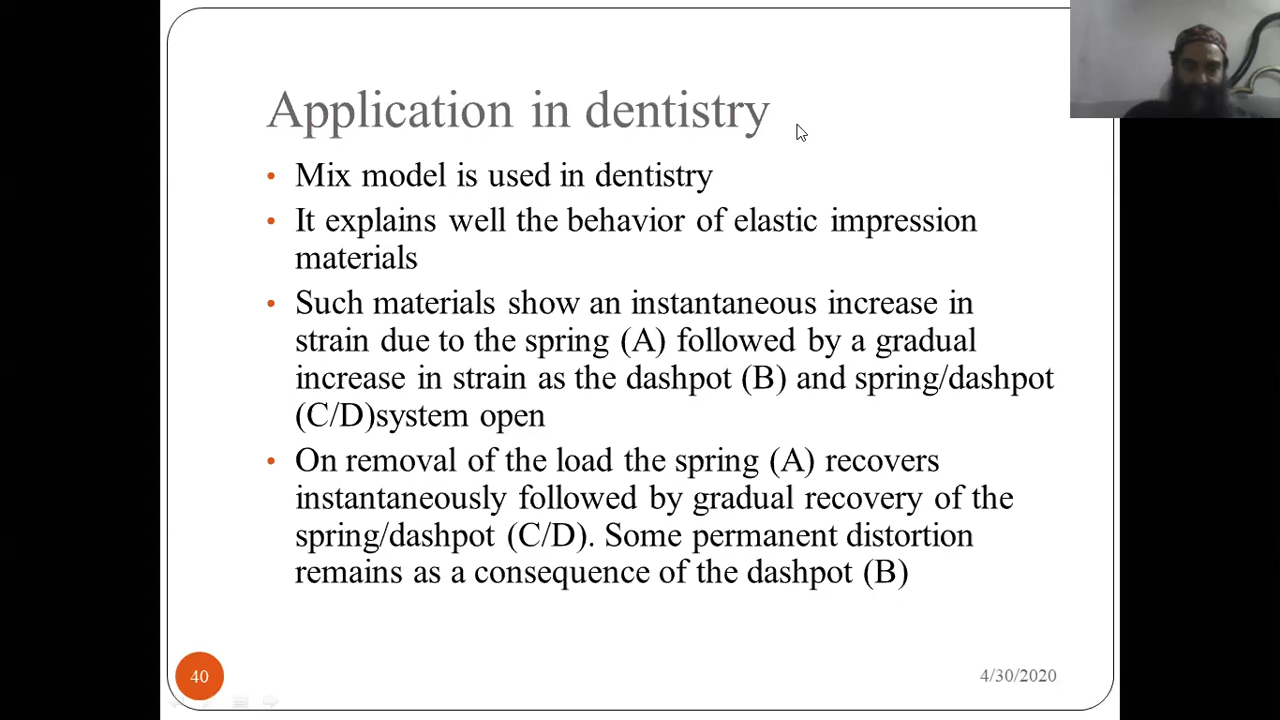 Application in dentistry
• Mix model is used in dentistry
• It explains well the behavior of elastic impression
materials
• Such materials show an instantaneous increase in
strain due to the spring (A) followed by a gradual
increase in strain as the dashpot (B) and spring/dashpot
(C/D)system open
• On removal of the load the spring (A) recovers
instantaneously followed by gradual recovery of the
spring/dashpot (C/D). Some permanent distortion
remains as a consequence of the dashpot (B)
40
4/30/2020